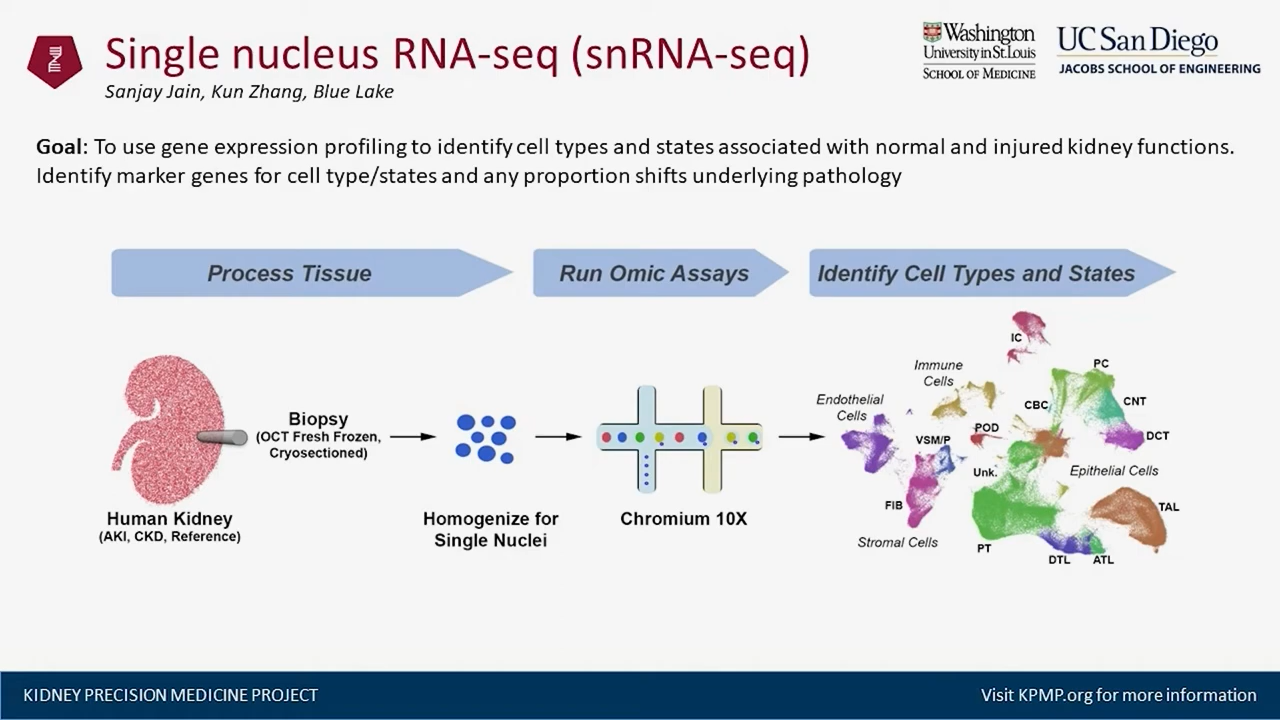 Single nucleus RNA-seq (snRNA-seq)
Sanjay Jain, Kun Zhang, Blue Lake
Washington
University in St. Louis
SCHOOL OF MEDICINE
UC San Diego
JACOBS SCHOOL OF ENGINEERING
Goal: To use gene expression profiling to identify cell types and states associated with normal and injured kidney functions.
Identify marker genes for cell type/states and any proportion shifts underlying pathology
Process Tissue
Run Omic Assays
Identify Cell Types and States
Biopsy
(OCT Fresh Frozen,
Cryosectioned)
Human Kidney
(AKI, CKD, Reference)
Homogenize for
Single Nuclei
Chromium 10X
IC
Immune
Cells
PC
Endothelial
Cells
CBC
CNT
POD
VSM/P
DCT
Unk.
Epithelial Cells
FIB
TAL
Stromal Cells
PT
DTL
ATL
KIDNEY PRECISION MEDICINE PROJECT
Visit KPMP.org for more information